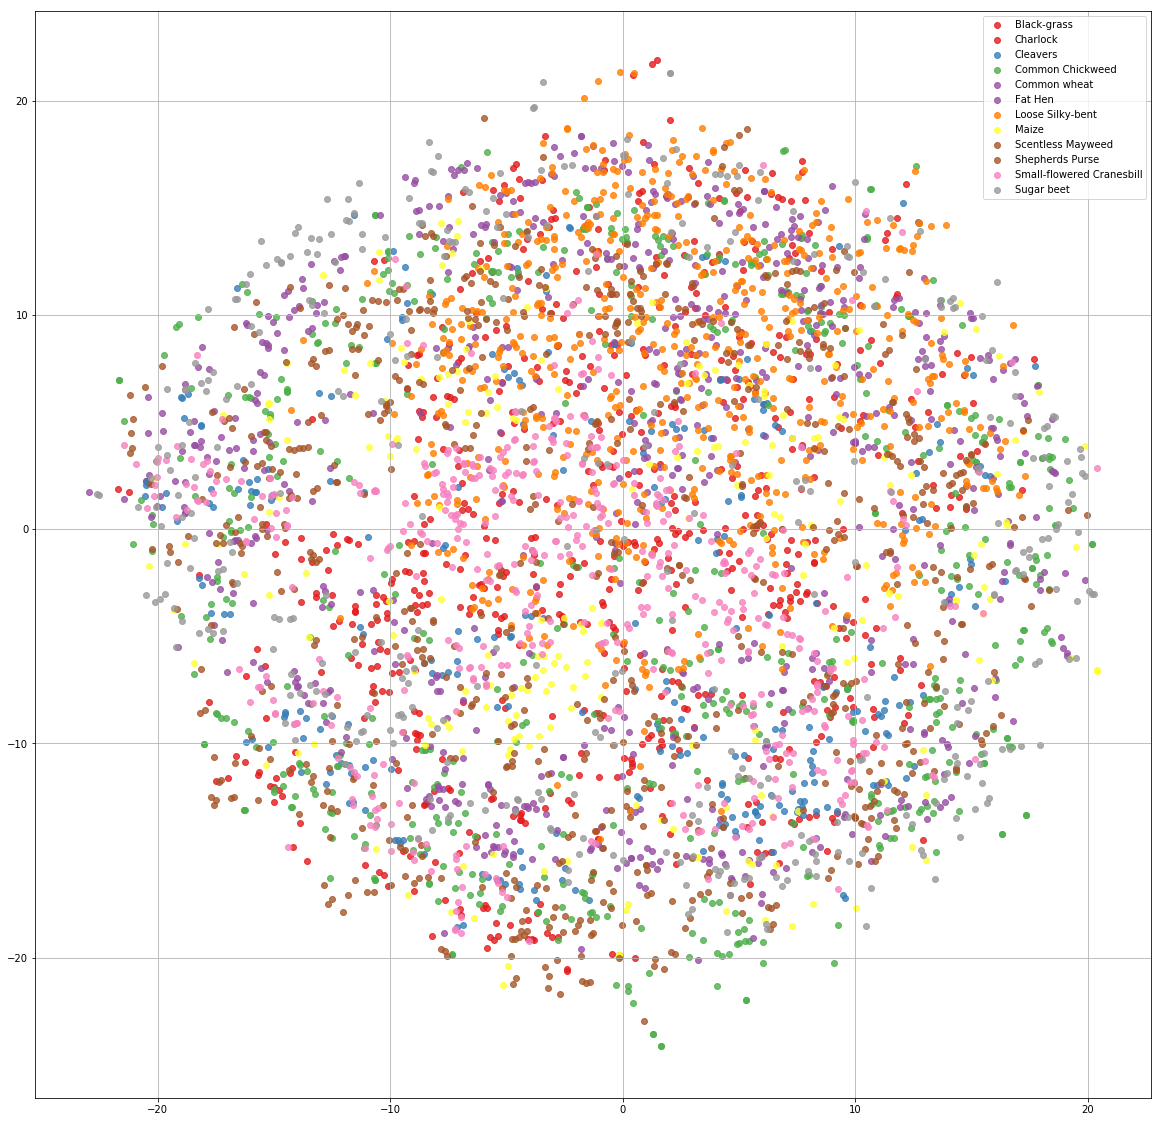 Black-grass
Charlock
Cleavers
Common Chickweed
Common wheat
Fat Hen
Loose Silky-bent
Maize
Scentless Mayweed
Shepherds Purse
Small-flowered Cranesbill
Sugar beet
20
10
0
−10
−20
−20 −10 0 10 20